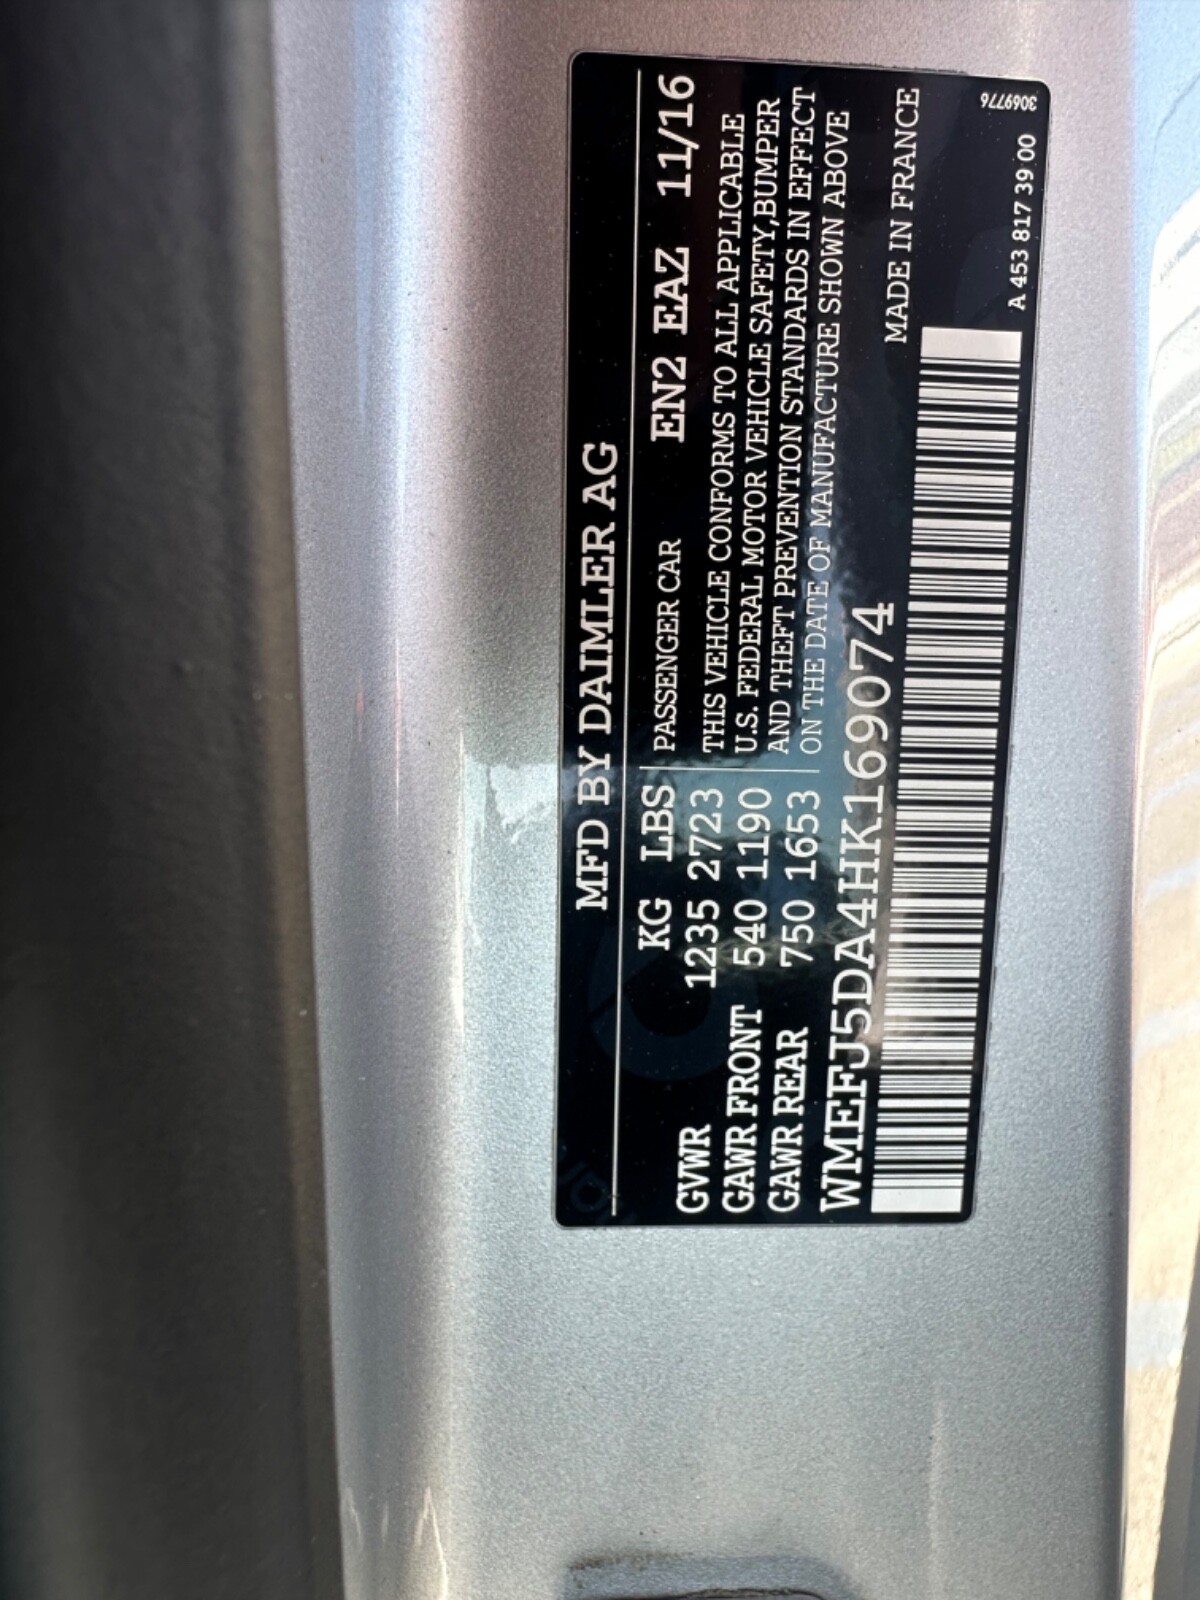 MFD BY DAIMLER AG
KG LBS PASSENGER CAR EN2 EAZ 11/16
GVWR 1235 2723 THIS VEHICLE CONFORMS TO ALL APPLICABLE
GAWR FRONT 540 1190 U.S. FEDERAL MOTOR VEHICLE SAFETY,BUMPER
GAWR REAR 750 1653 AND THEFT PREVENTION STANDARDS IN EFFECT
ON THE DATE OF MANUFACTURE SHOWN ABOVE
WMEFJ5DA4HK169074 MADE IN FRANCE
A 453 817 39 00
3069776